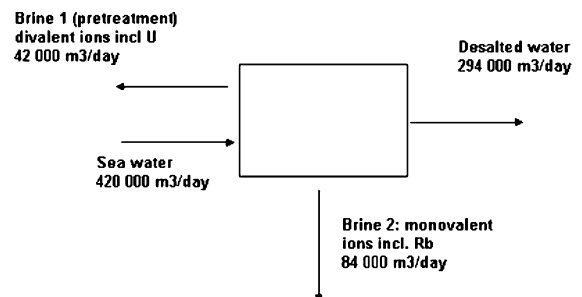 Brine 1 (pretreatment)
divalent ions incl U
42 000 m3/day
Desalted water
294 000 m3/day
Sea water
420 000 m3/day
Brine 2: monovalent
ions incl. Rb
84 000 m3/day